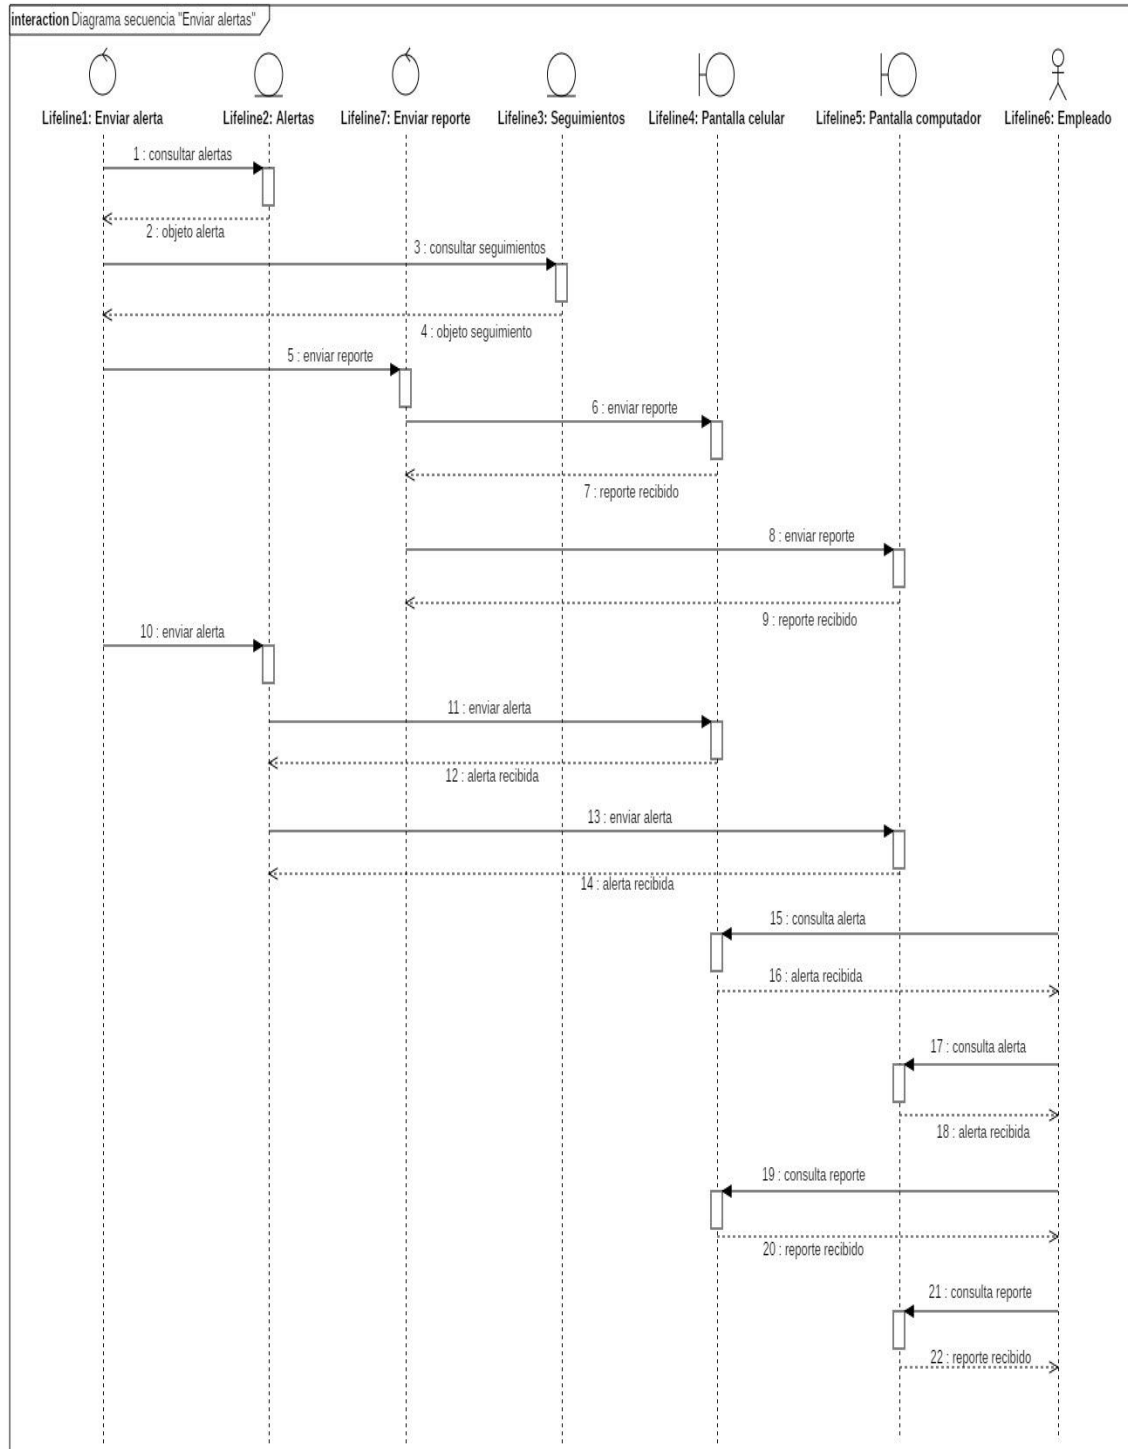 interaction Diagrama secuencia "Enviar alertas"
Lifeline1: Enviar alerta
Lifeline2: Alertas
Lifeline7: Enviar reporte
Lifeline3: Seguimientos
Lifeline4: Pantalla celular
Lifeline5: Pantalla computador
Lifeline6: Empleado
1 : consultar alertas
2 : objeto alerta
3 : consultar seguimientos
4 : objeto seguimiento
5 : enviar reporte
6 : enviar reporte
7 : reporte recibido
8 : enviar reporte
9 : reporte recibido
10 : enviar alerta
11 : enviar alerta
12 : alerta recibida
13 : enviar alerta
14 : alerta recibida
15 : consulta alerta
16 : alerta recibida
17 : consulta alerta
18 : alerta recibida
19 : consulta reporte
20 : reporte recibido
21 : consulta reporte
22 : reporte recibido